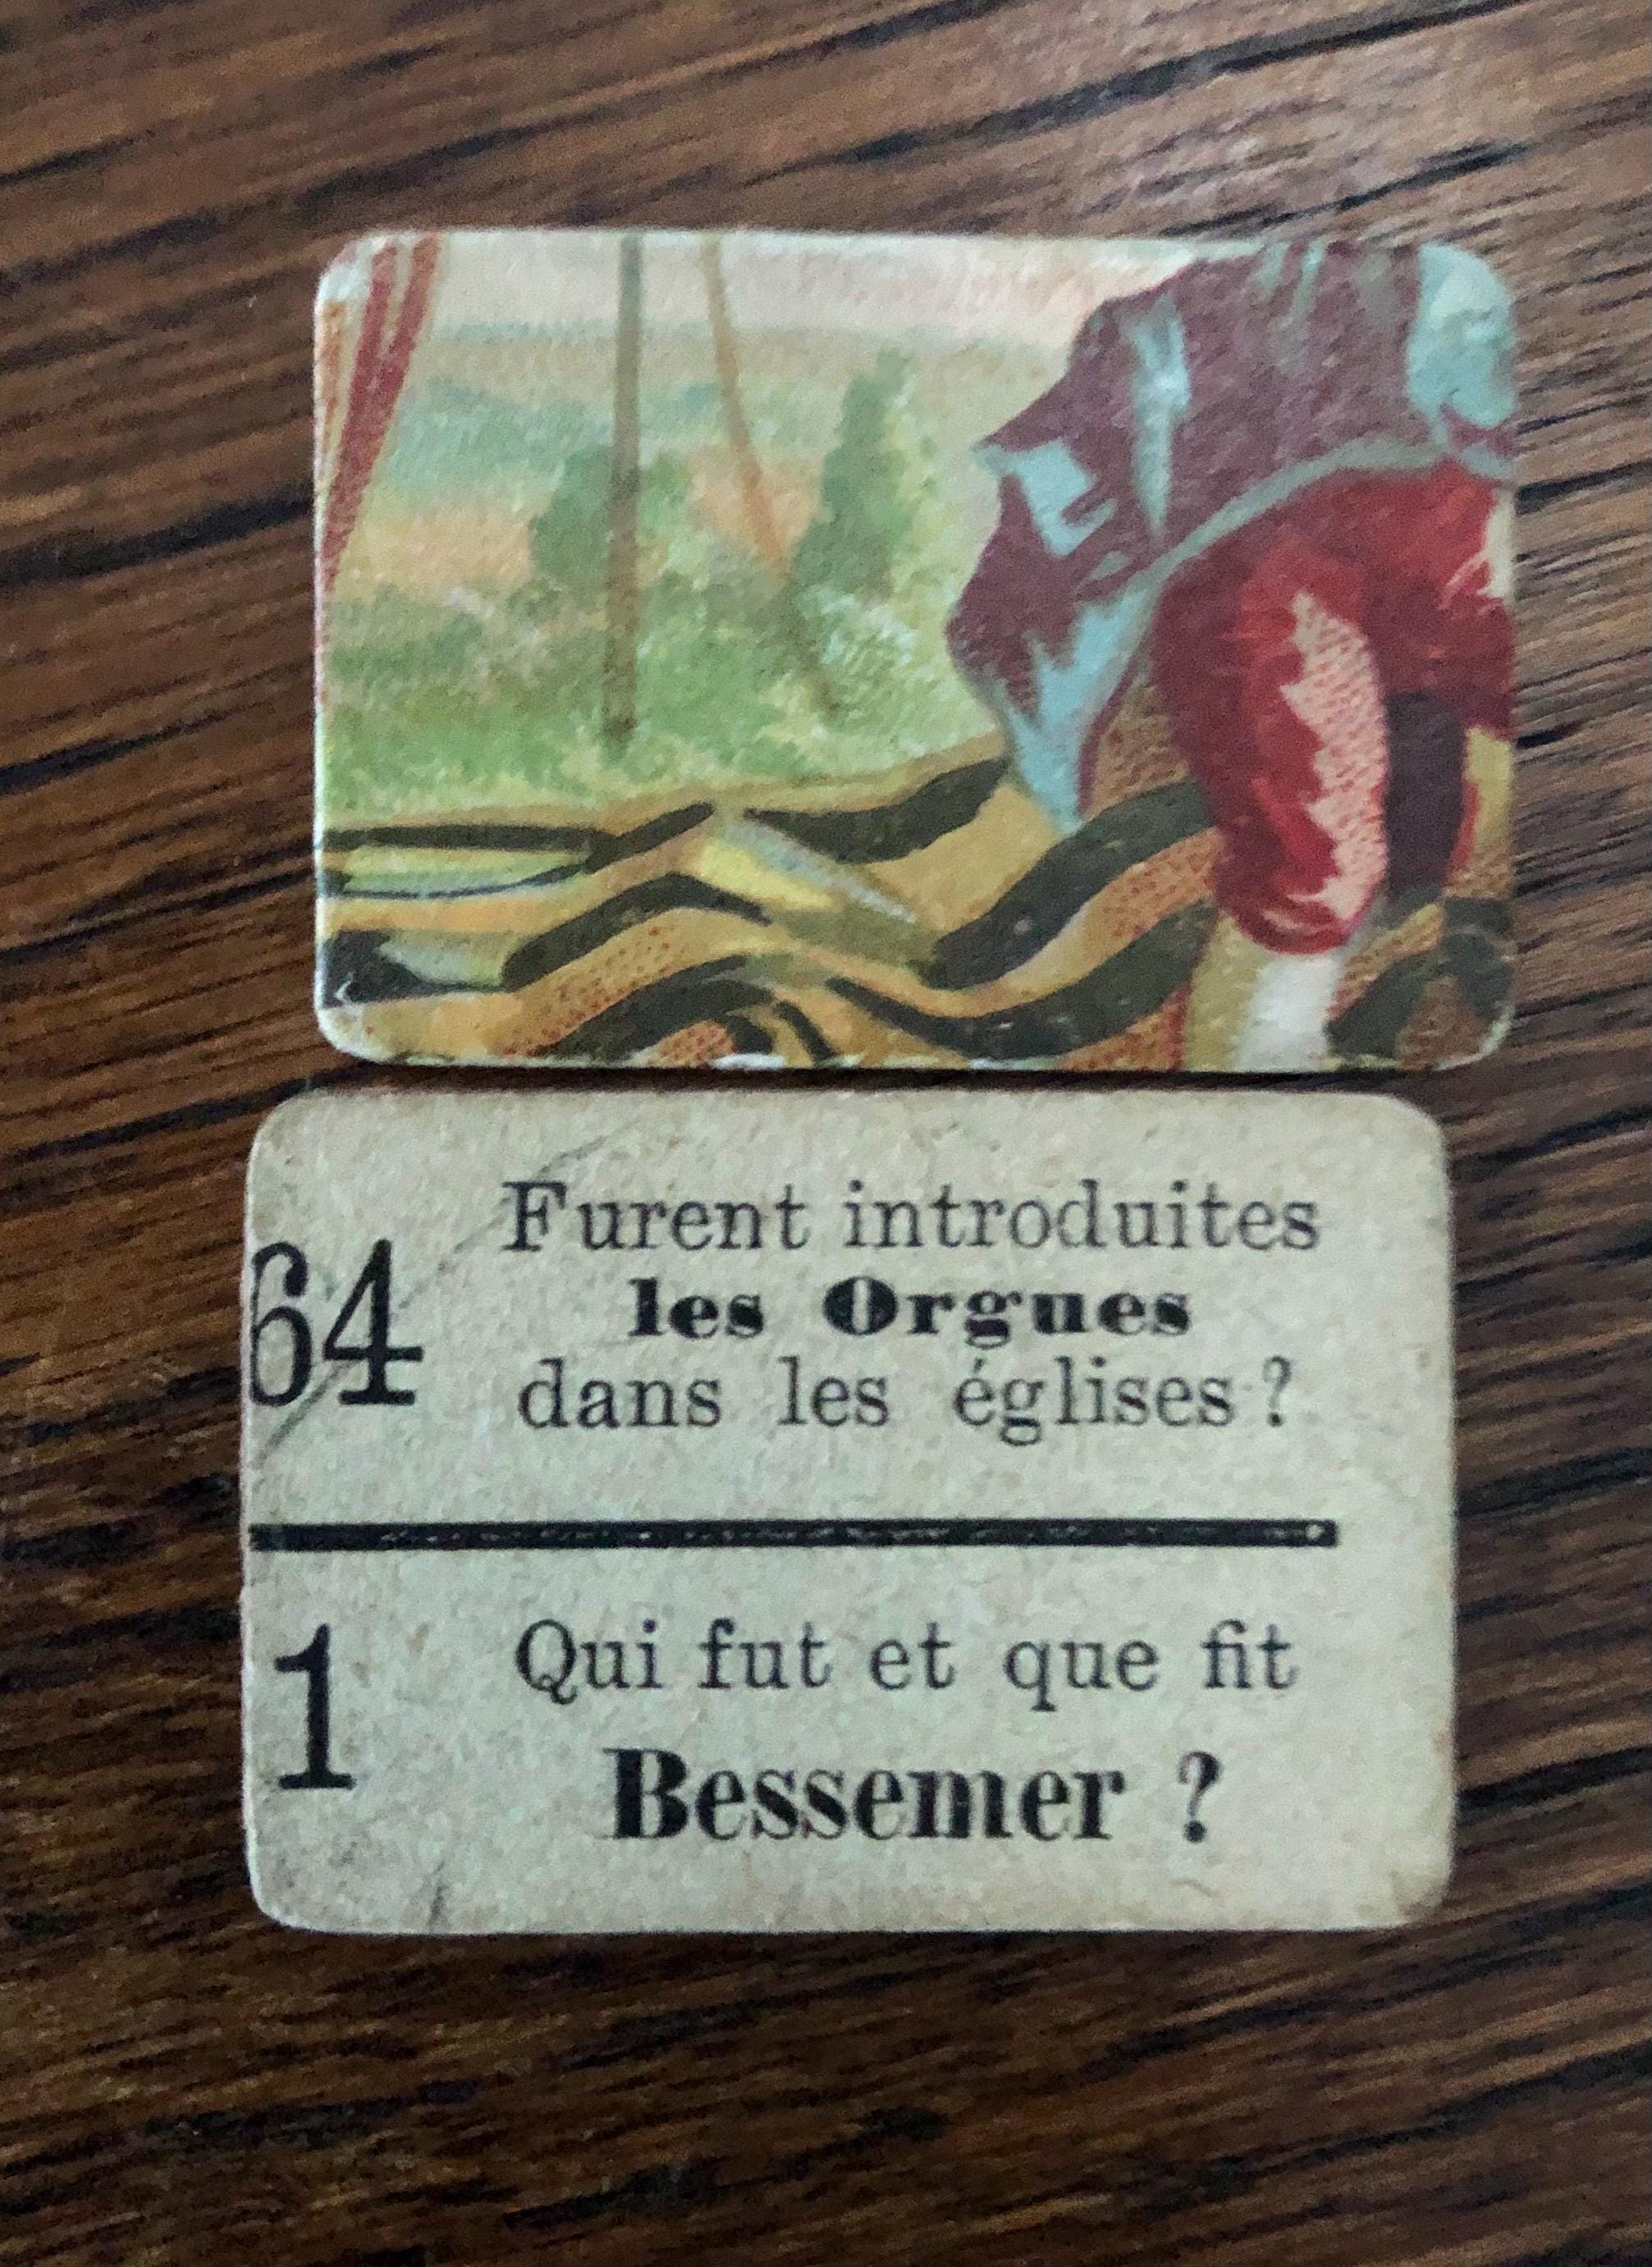 64 Furent introduites
les Orgues
dans les églises ?
1 Qui fut et que fit
Bessemer ?